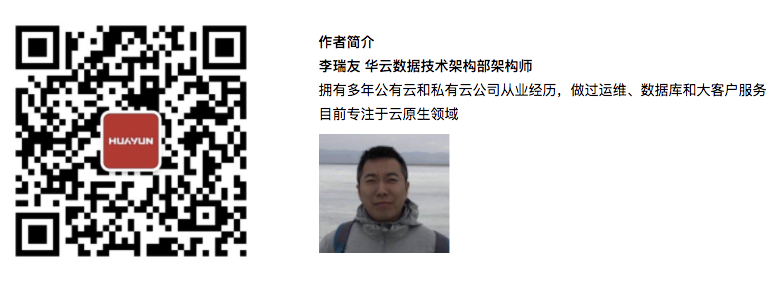 HUAYUN
作者简介
李瑞友 华云数据技术架构部架构师
拥有多年公有云和私有云公司从业经历，做过运维、数据库和大客户服务
目前专注于云原生领域